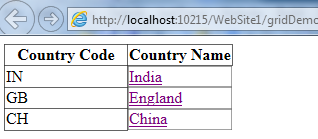 http://localhost:10215/WebSite1/gridDemo
Country Code Country Name
IN India
GB England
CH China